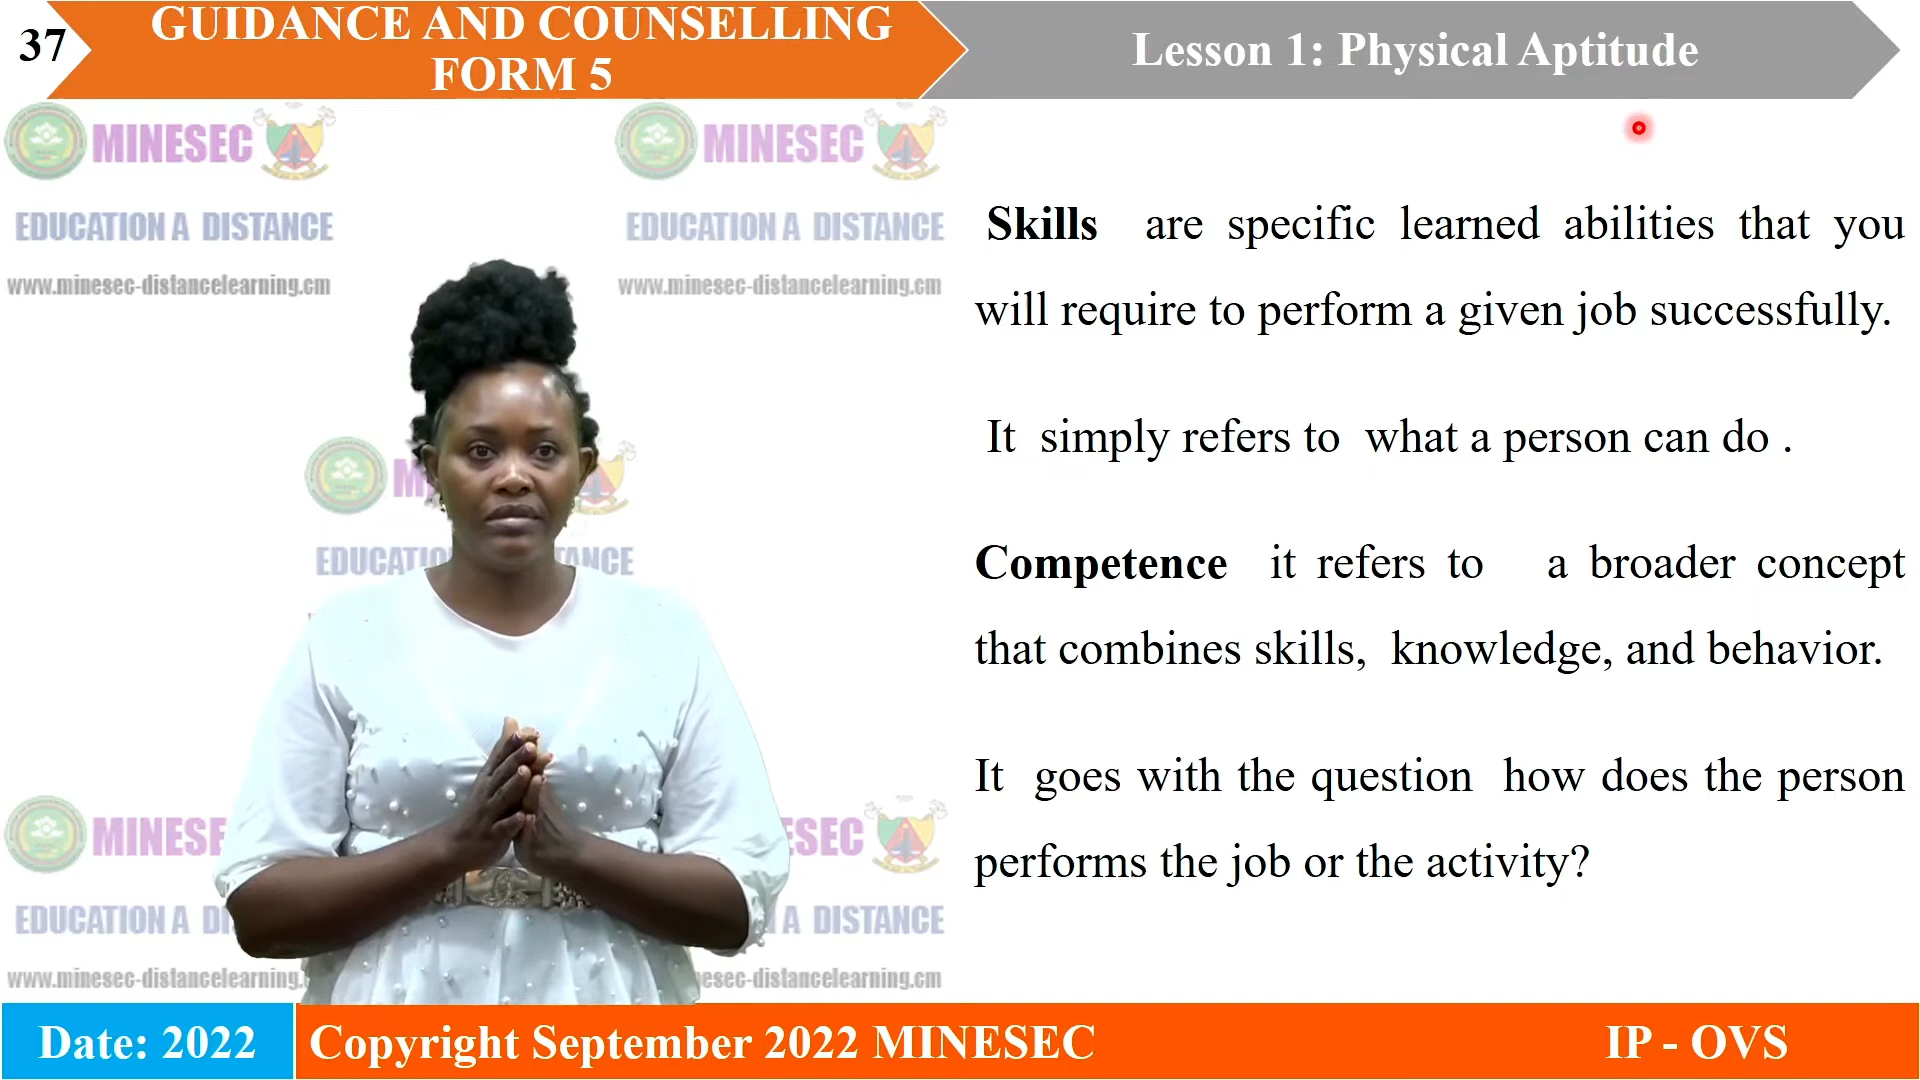 37
GUIDANCE AND COUNSELLING
FORM 5
Lesson 1: Physical Aptitude
MINESEC
MINESEC
EDUCATION A DISTANCE
EDUCATION A DISTANCE
www.minesec-distancelearning.cm
www.minesec-distancelearning.cm
Skills are specific learned abilities that you
will require to perform a given job successfully.
It simply refers to what a person can do .
Competence it refers to a broader concept
that combines skills, knowledge, and behavior.
It goes with the question how does the person
performs the job or the activity?
Date: 2022
Copyright September 2022 MINESEC
IP - OVS